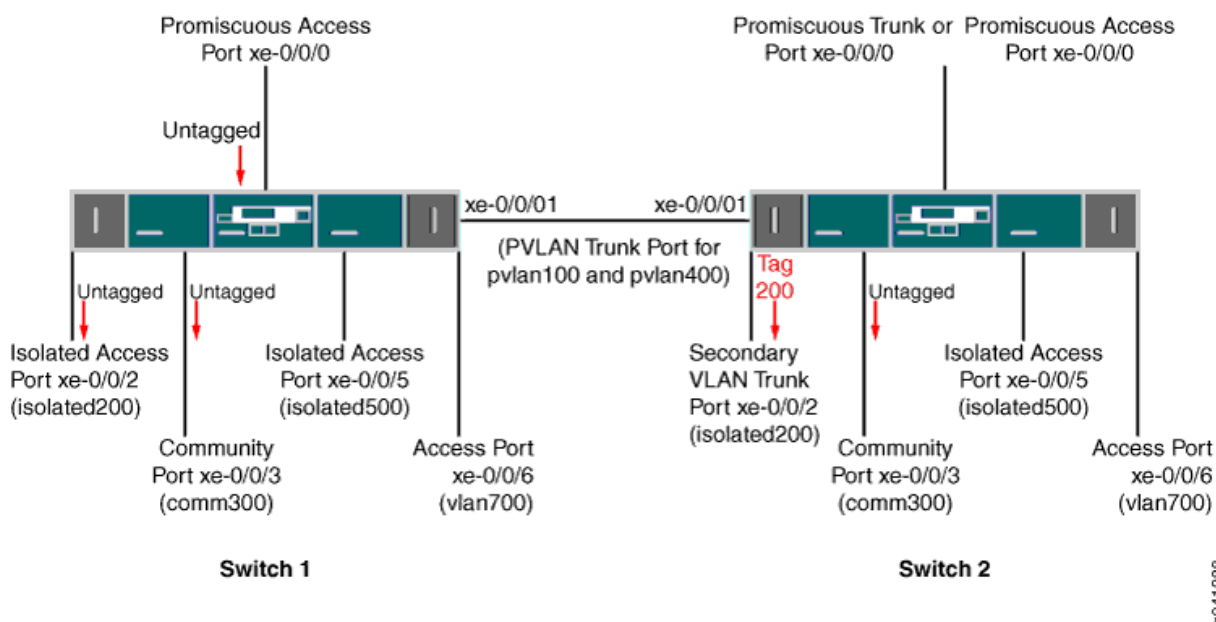 Promiscuous Access
Port xe-0/0/0
Promiscuous Trunk or
Port xe-0/0/0
Promiscuous Access
Port xe-0/0/0
Untagged
xe-0/0/01
xe-0/0/01
(PVLAN Trunk Port for
pvlan100 and pvlan400)
Untagged
Untagged
Isolated Access
Port xe-0/0/2
(isolated200)
Isolated Access
Port xe-0/0/5
(isolated500)
Community
Port xe-0/0/3
(comm300)
Access Port
xe-0/0/6
(vlan700)
Tag
200
Untagged
Secondary
VLAN Trunk
Port xe-0/0/2
(isolated200)
Isolated Access
Port xe-0/0/5
(isolated500)
Community
Port xe-0/0/3
(comm300)
Access Port
xe-0/0/6
(vlan700)
Switch 1
Switch 2